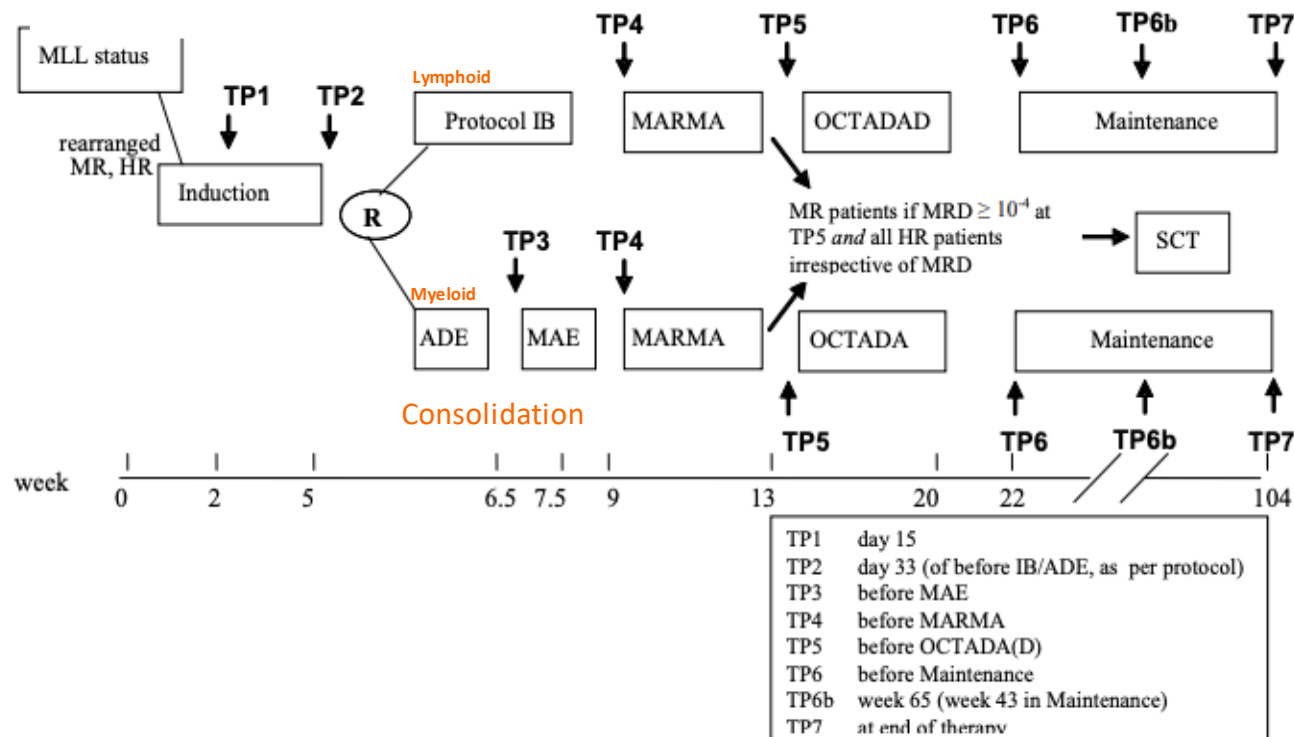 TP4 TP5 TP6 TP6b TP7
MLL status
Lymphoid
TP1 TP2
Protocol IB
MARMA
OCTADAD
Maintenance
rearranged
MR, HR
Induction
R
MR patients if MRD ≥ 10⁻⁴ at
TP5 and all HR patients
irrespective of MRD
SCT
TP3 TP4
Myeloid
ADE
MAE
MARMA
OCTADA
Maintenance
Consolidation
TP5 TP6 TP6b TP7
week
0 2 5 6.5 7.5 9 13 20 22 104
TP1 day 15
TP2 day 33 (of before IB/ADE, as per protocol)
TP3 before MAE
TP4 before MARMA
TP5 before OCTADA(D)
TP6 before Maintenance
TP6b week 65 (week 43 in Maintenance)
TP7 at end of therapy